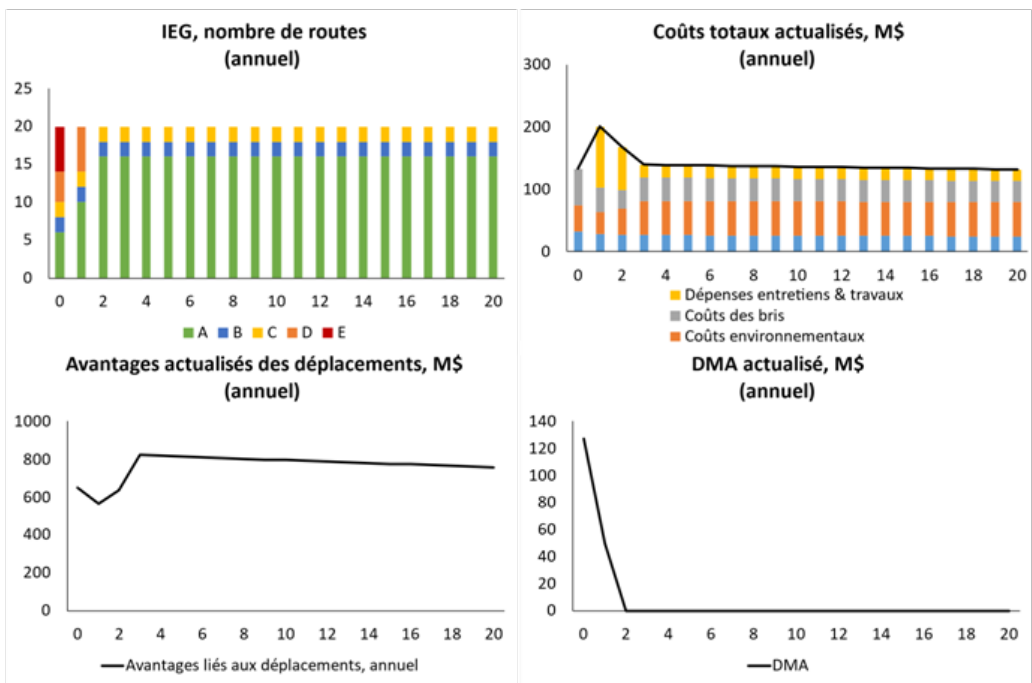 IEG, nombre de routes
(annuel)
25
20
15
10
5
0
0 2 4 6 8 10 12 14 16 18 20
A B C D E
Coûts totaux actualisés, M$
(annuel)
300
200
100
0
0 2 4 6 8 10 12 14 16 18 20
Dépenses entretiens & travaux
Coûts des bris
Coûts environnementaux
Avantages actualisés des déplacements, M$
(annuel)
1000
800
600
400
200
0
0 2 4 6 8 10 12 14 16 18 20
Avantages liés aux déplacements, annuel
DMA actualisé, M$
(annuel)
140
120
100
80
60
40
20
0
0 2 4 6 8 10 12 14 16 18 20
DMA